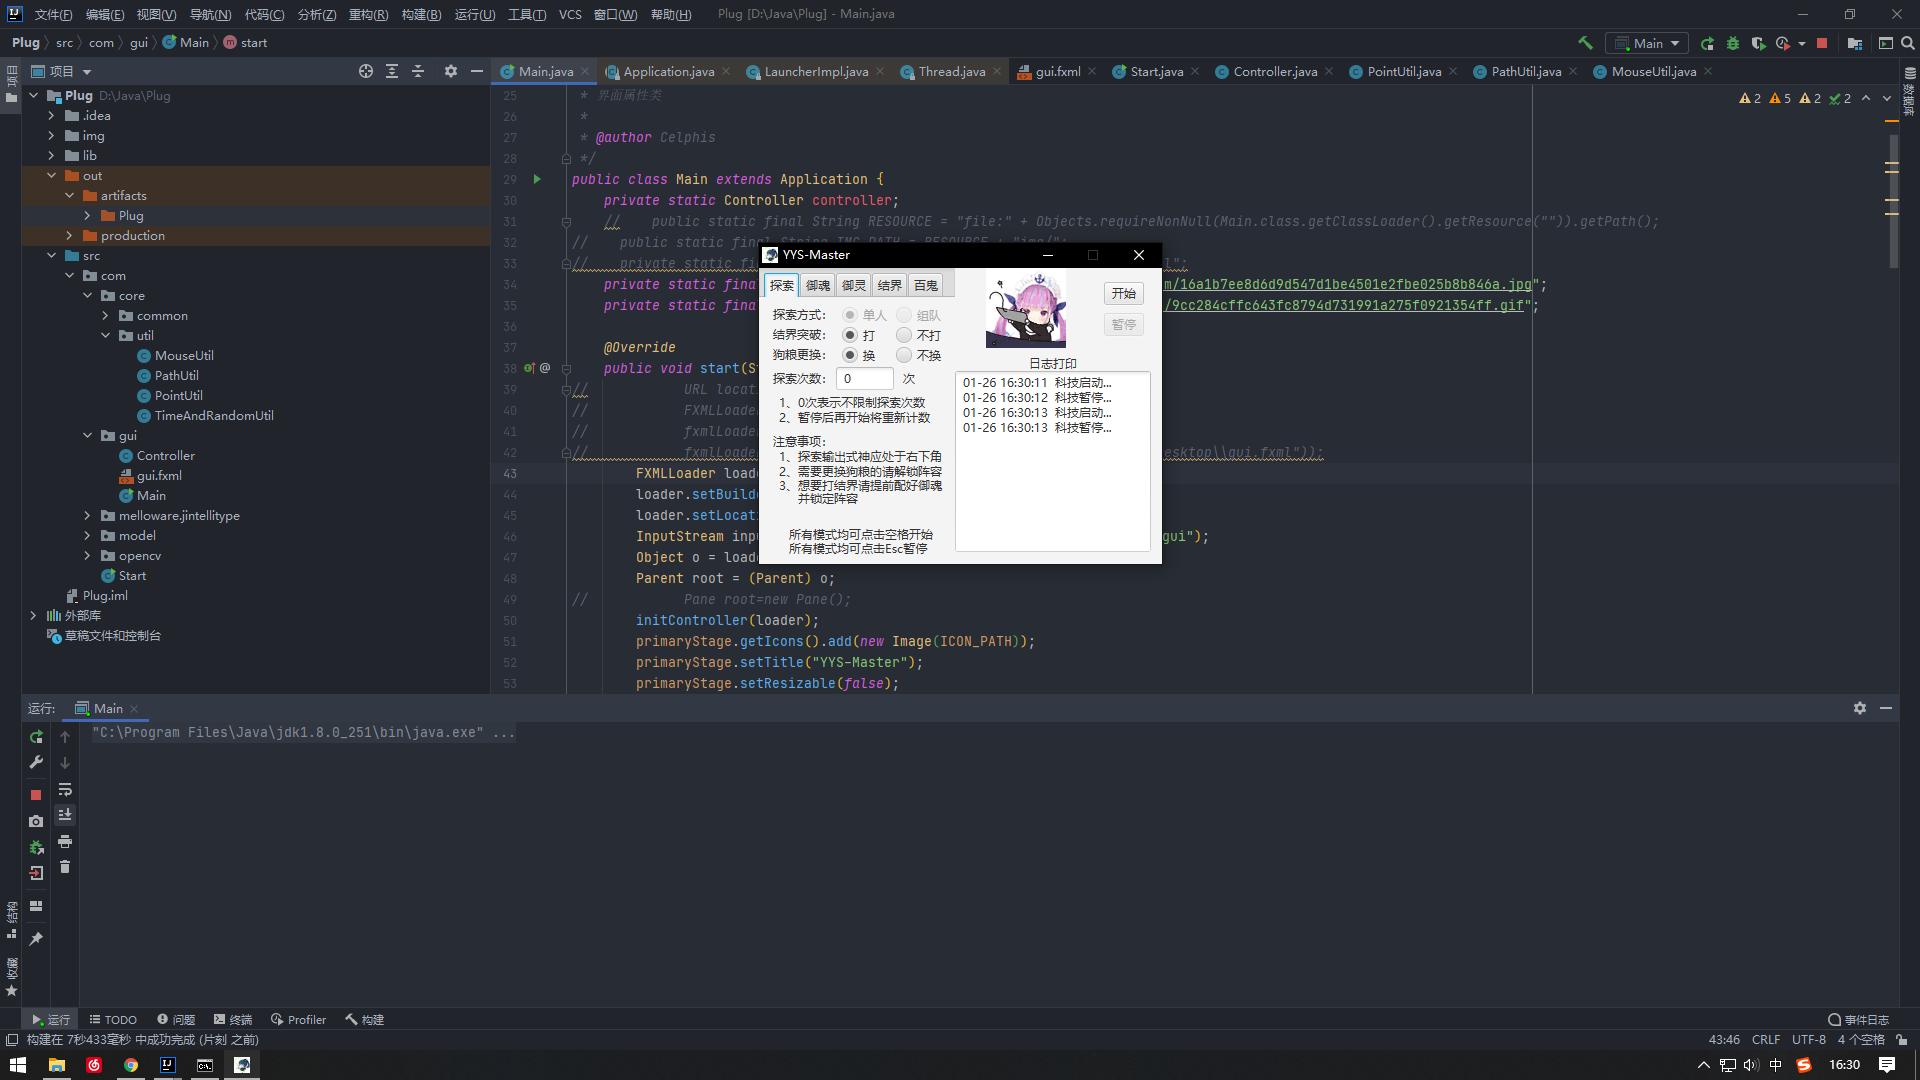 文件(F) 编辑(E) 视图(V) 导航(N) 代码(C) 分析(Z) 重构(R) 构建(B) 运行(U) 工具(T) VCS 窗口(W) 帮助(H) Plug [D:\Java\Plug] - Main.java
Plug src com gui Main start
Main
项目
Main.java Application.java LauncherImpl.java Thread.java gui.fxml Start.java Controller.java PointUtil.java PathUtil.java MouseUtil.java
Plug D:\Java\Plug
.idea
img
lib
out
artifacts
Plug
production
src
com
core
common
util
MouseUtil
PathUtil
PointUtil
TimeAndRandomUtil
gui
Controller
gui.fxml
Main
melloware.jintellitype
model
opencv
Start
Plug.iml
外部库
草稿文件和控制台
2 5 2 2
25 * 界面属性类
26 *
27 * @author Celphis
28 */
29 public class Main extends Application {
30 private static Controller controller;
31 // public static final String RESOURCE = "file:" + Objects.requireNonNull(Main.class.getClassLoader().getResource("")).getPath();
32 // public static final String IMG_PATH = RESOURCE + "img/";
33 // private static fi l";
34 private static fina m/16a1b7ee8d6d9d547d1be4501e2fbe025b8b846a.jpg";
35 private static fina /9cc284cffc643fc8794d731991a275f0921354ff.gif";
36
37 @Override
38 @ public void start(S
39 // URL locati
40 // FXMLLoade
41 // fxmlLoade
42 // fxmlLoade esktop\\gui.fxml"));
43 FXMLLoader loade
44 loader.setBuilde
45 loader.setLocati
46 InputStream inpu gui");
47 Object o = loade
48 Parent root = (Parent) o;
49 // Pane root=new Pane();
50 initController(loader);
51 primaryStage.getIcons().add(new Image(ICON_PATH));
52 primaryStage.setTitle("YYS-Master");
53 primaryStage.setResizable(false);
YYS-Master
探索 御魂 御灵 结界 百鬼
探索方式: 单人 组队
结界突破: 打 不打
狗粮更换: 换 不换
探索次数: 0 次
1、0次表示不限制探索次数
2、暂停后再开始将重新计数
注意事项:
1、探索输出式神应处于右下角
2、需要更换狗粮的请解锁阵容
3、想要打结界请提前配好御魂
并锁定阵容
所有模式均可点击空格开始
所有模式均可点击Esc暂停
开始
暂停
日志打印
01-26 16:30:11 科技启动...
01-26 16:30:12 科技暂停...
01-26 16:30:13 科技启动...
01-26 16:30:13 科技暂停...
项目
数据库
结构
收藏
运行: Main
"C:\Program Files\Java\jdk1.8.0_251\bin\java.exe" ...
运行 TODO 问题 终端 Profiler 构建 事件日志
构建在 7秒433毫秒 中成功完成 (片刻 之前) 43:46 CRLF UTF-8 4 个空格
中 16:30